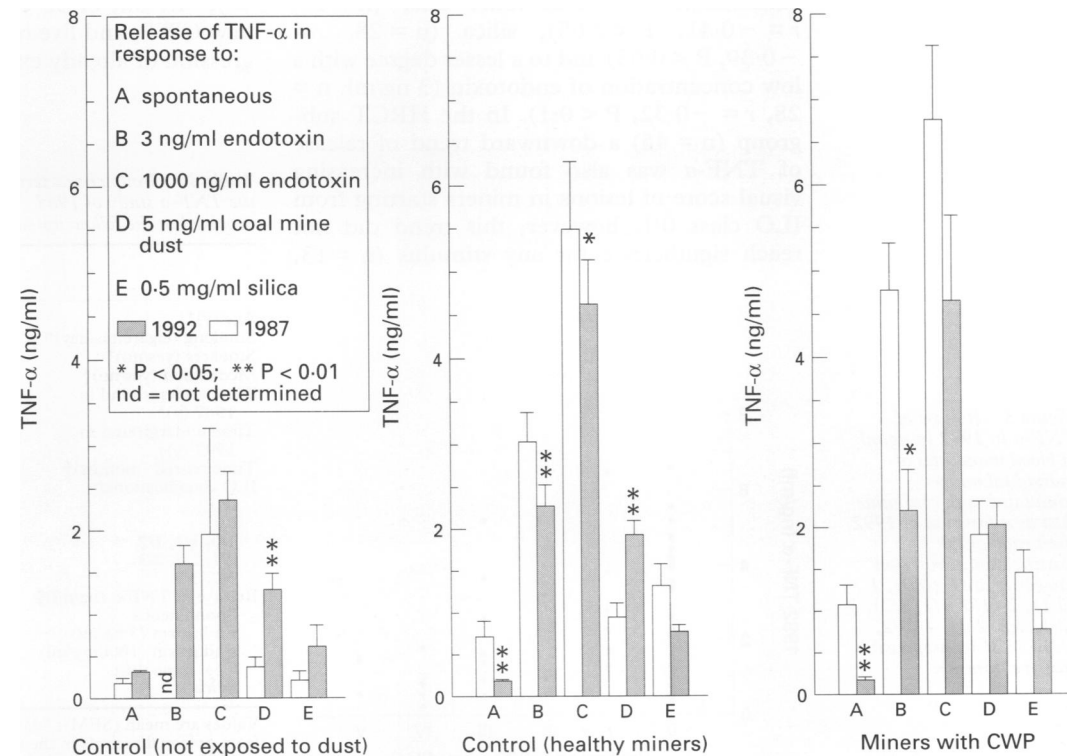 8
6
4
2
0
TNF-α (ng/ml)
Release of TNF-α in
response to:
A spontaneous
B 3 ng/ml endotoxin
C 1000 ng/ml endotoxin
D 5 mg/ml coal mine
dust
E 0·5 mg/ml silica
1992 1987
* P < 0·05; ** P < 0·01
nd = not determined
nd
**
A B C D E
Control (not exposed to dust)
8
6
4
2
0
TNF-α (ng/ml)
*
**
**
**
A B C D E
Control (healthy miners)
8
6
4
2
0
TNF-α (ng/ml)
*
**
A B C D E
Miners with CWP